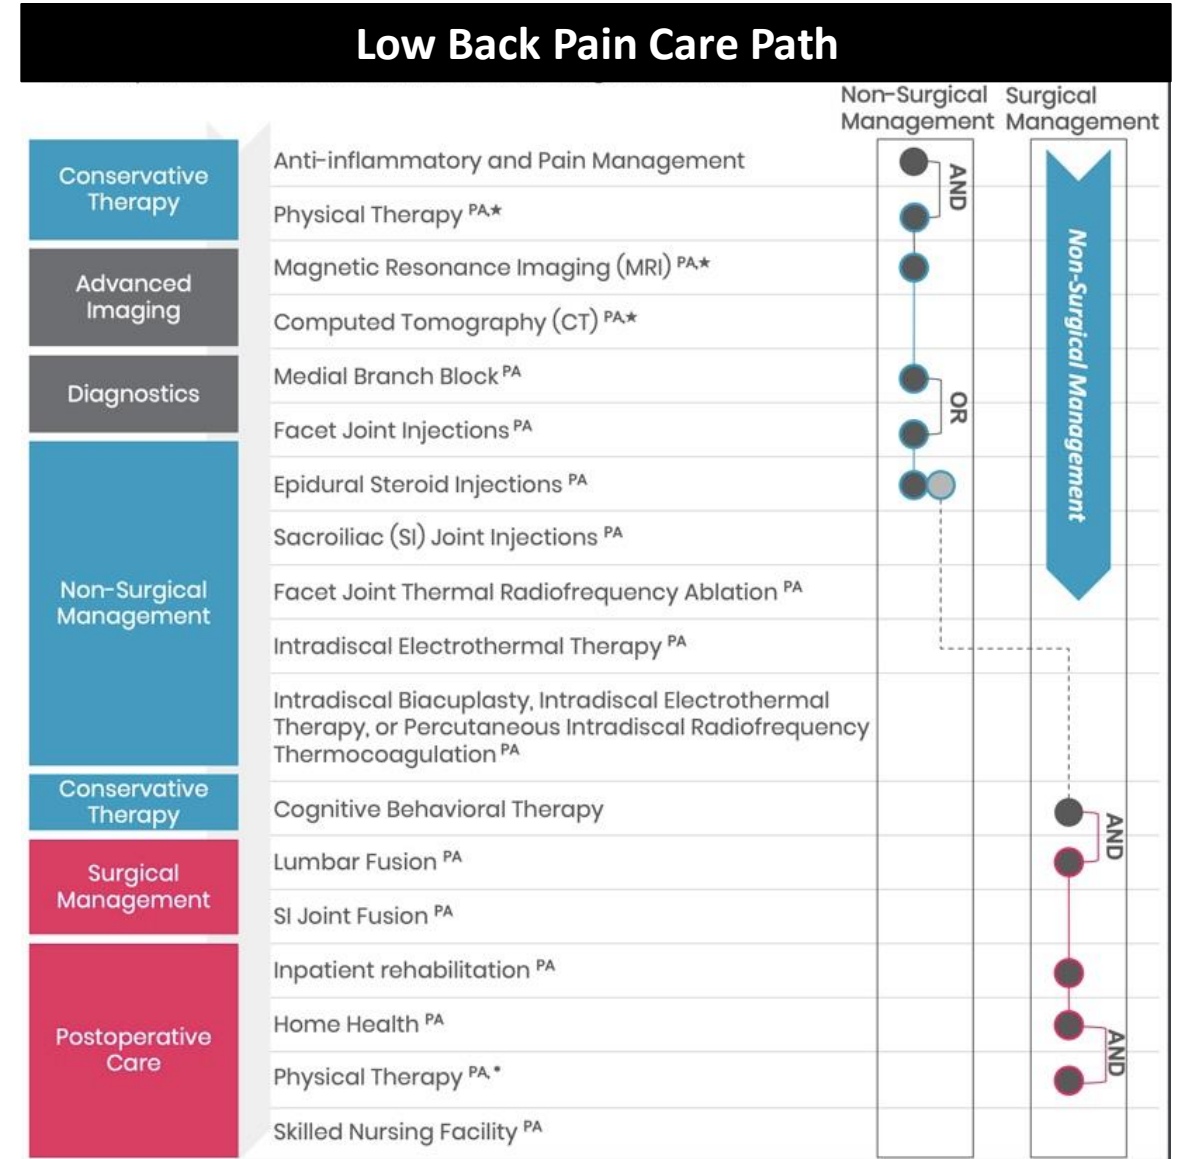 Low Back Pain Care Path
Non-Surgical
Management
Surgical
Management
Conservative
Therapy
Anti-inflammatory and Pain Management
Physical Therapy PA,★
AND
Advanced
Imaging
Magnetic Resonance Imaging (MRI) PA,★
Computed Tomography (CT) PA,★
Diagnostics
Medial Branch Block PA
Facet Joint Injections PA
OR
Non-Surgical Management
Non-Surgical
Management
Epidural Steroid Injections PA
Sacroiliac (SI) Joint Injections PA
Facet Joint Thermal Radiofrequency Ablation PA
Intradiscal Electrothermal Therapy PA
Intradiscal Biacuplasty, Intradiscal Electrothermal
Therapy, or Percutaneous Intradiscal Radiofrequency
Thermocoagulation PA
Conservative
Therapy
Cognitive Behavioral Therapy
AND
Surgical
Management
Lumbar Fusion PA
SI Joint Fusion PA
Postoperative
Care
Inpatient rehabilitation PA
Home Health PA
Physical Therapy PA, *
AND
Skilled Nursing Facility PA